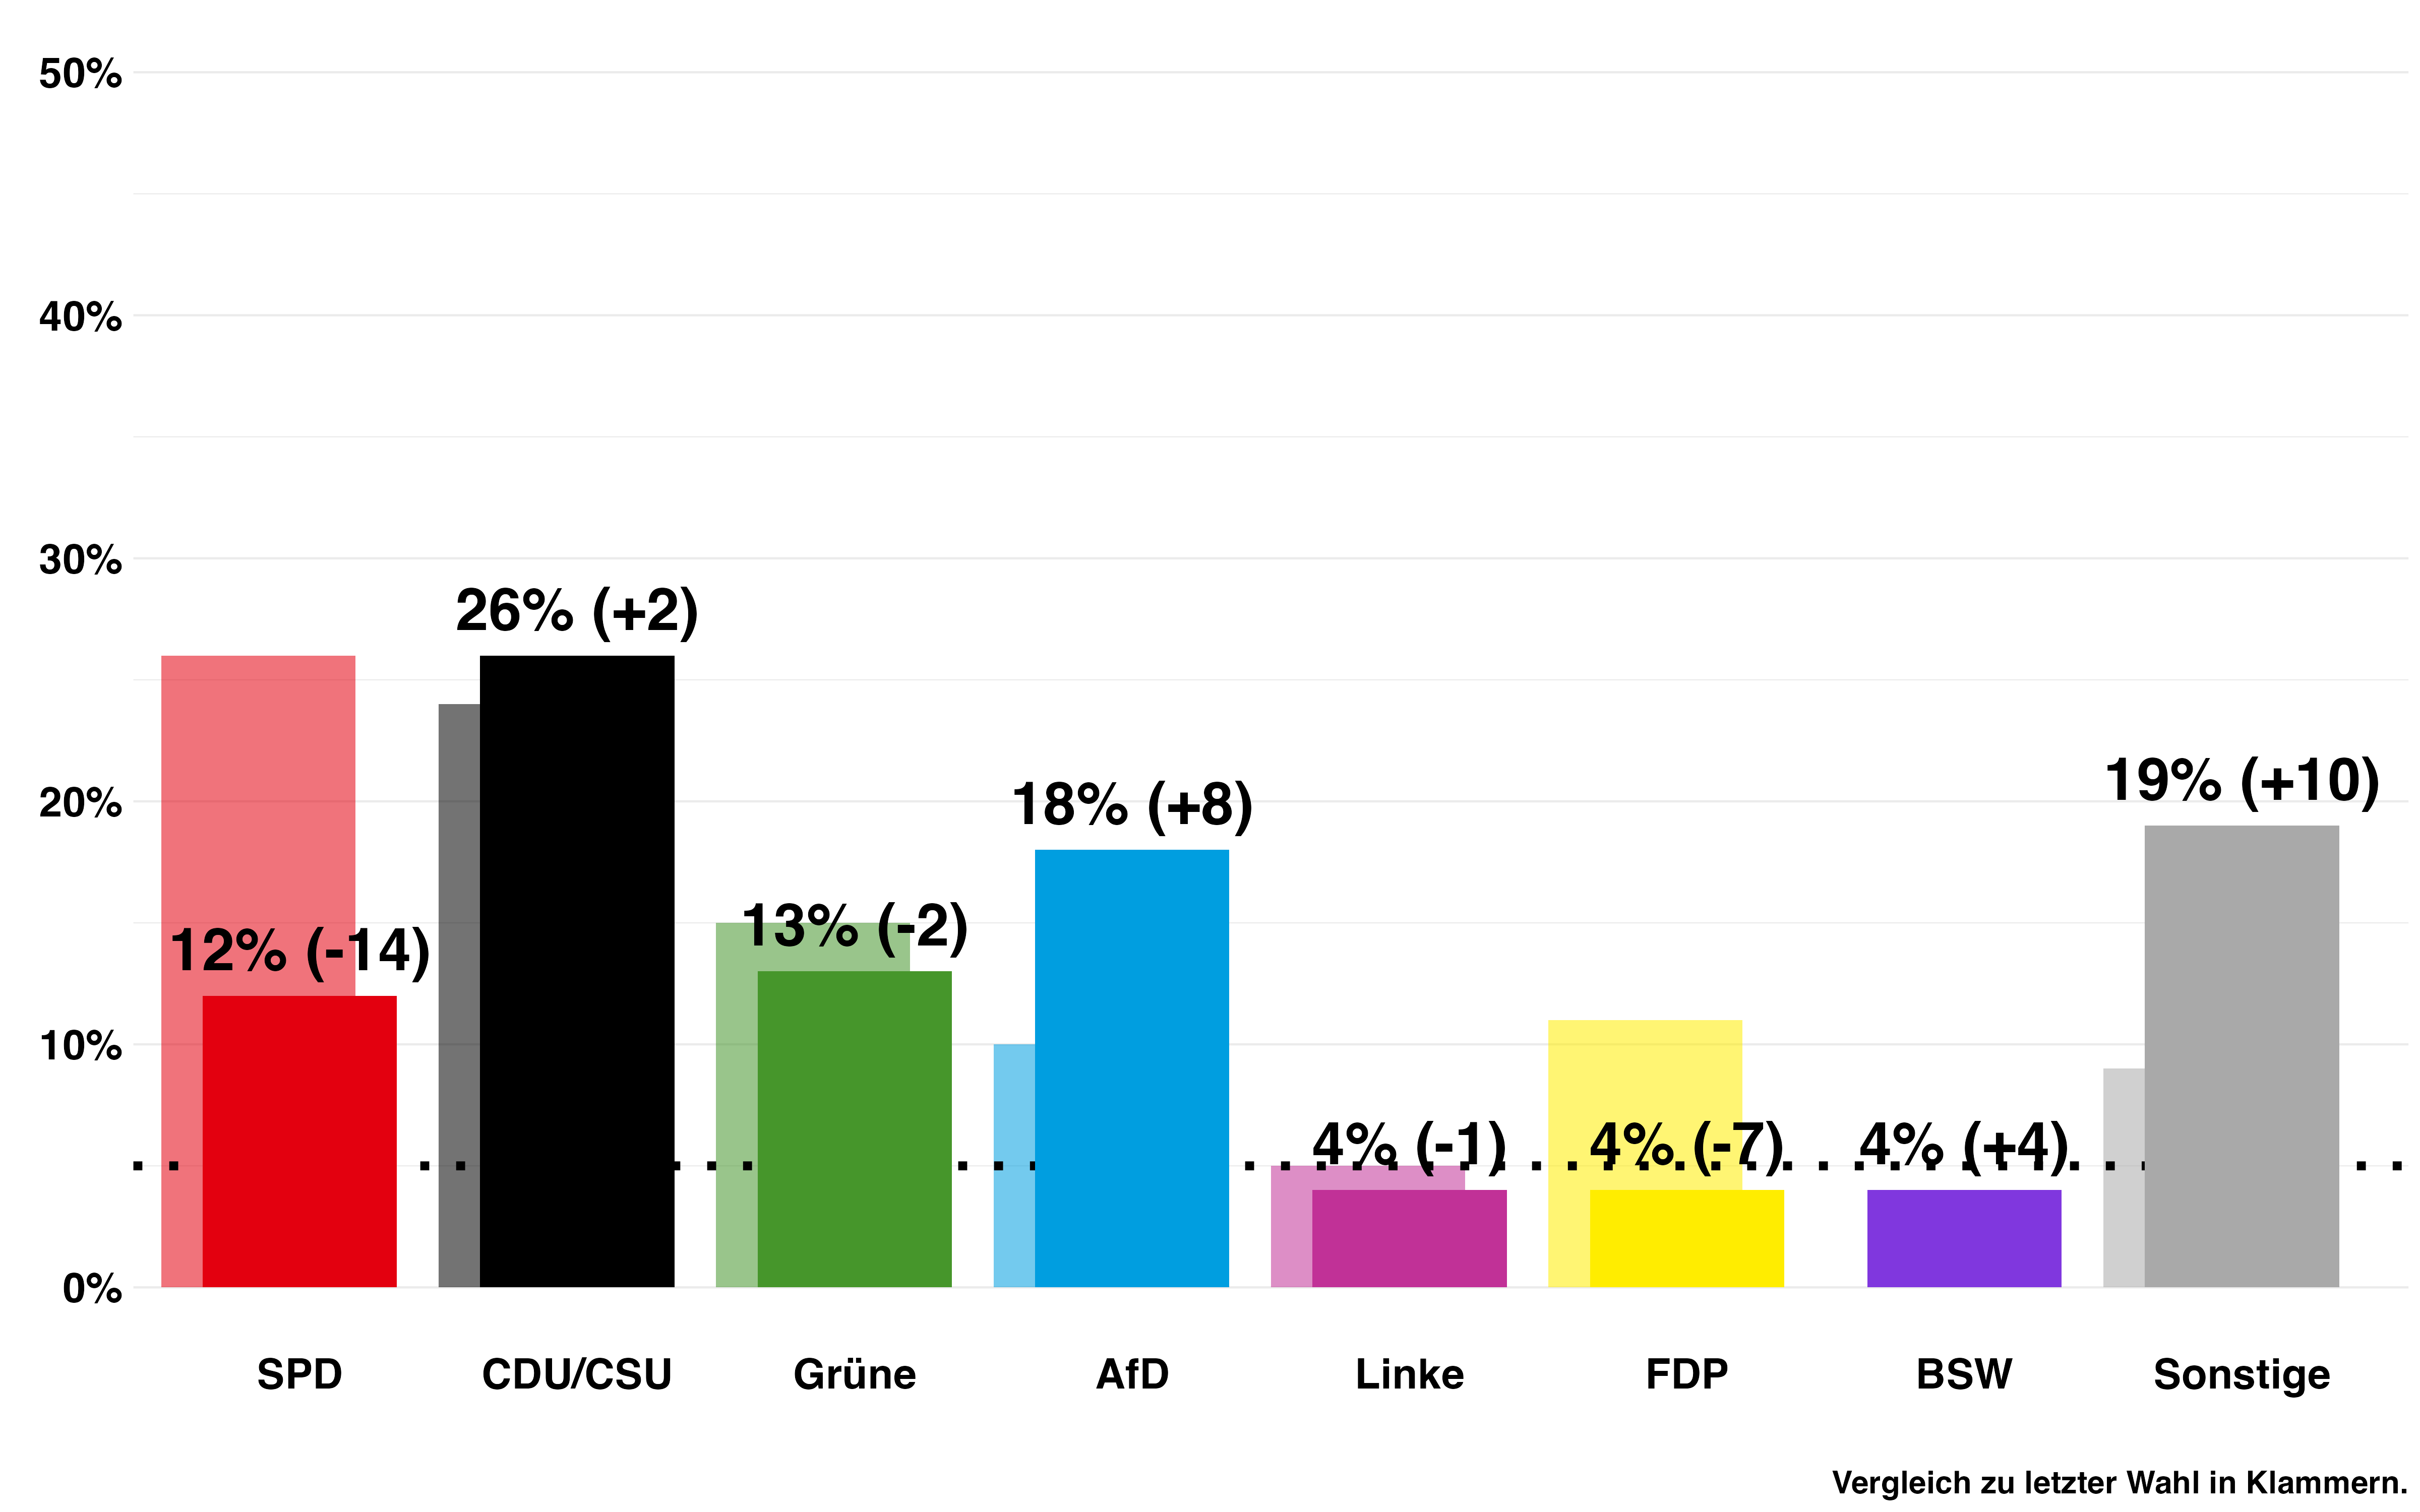 50%
40%
30%
20%
10%
0%
12% (-14)
26% (+2)
13% (-2)
18% (+8)
4% (-1)
4% (-7)
4% (+4)
19% (+10)
SPD
CDU/CSU
Grüne
AfD
Linke
FDP
BSW
Sonstige
Vergleich zu letzter Wahl in Klammern.